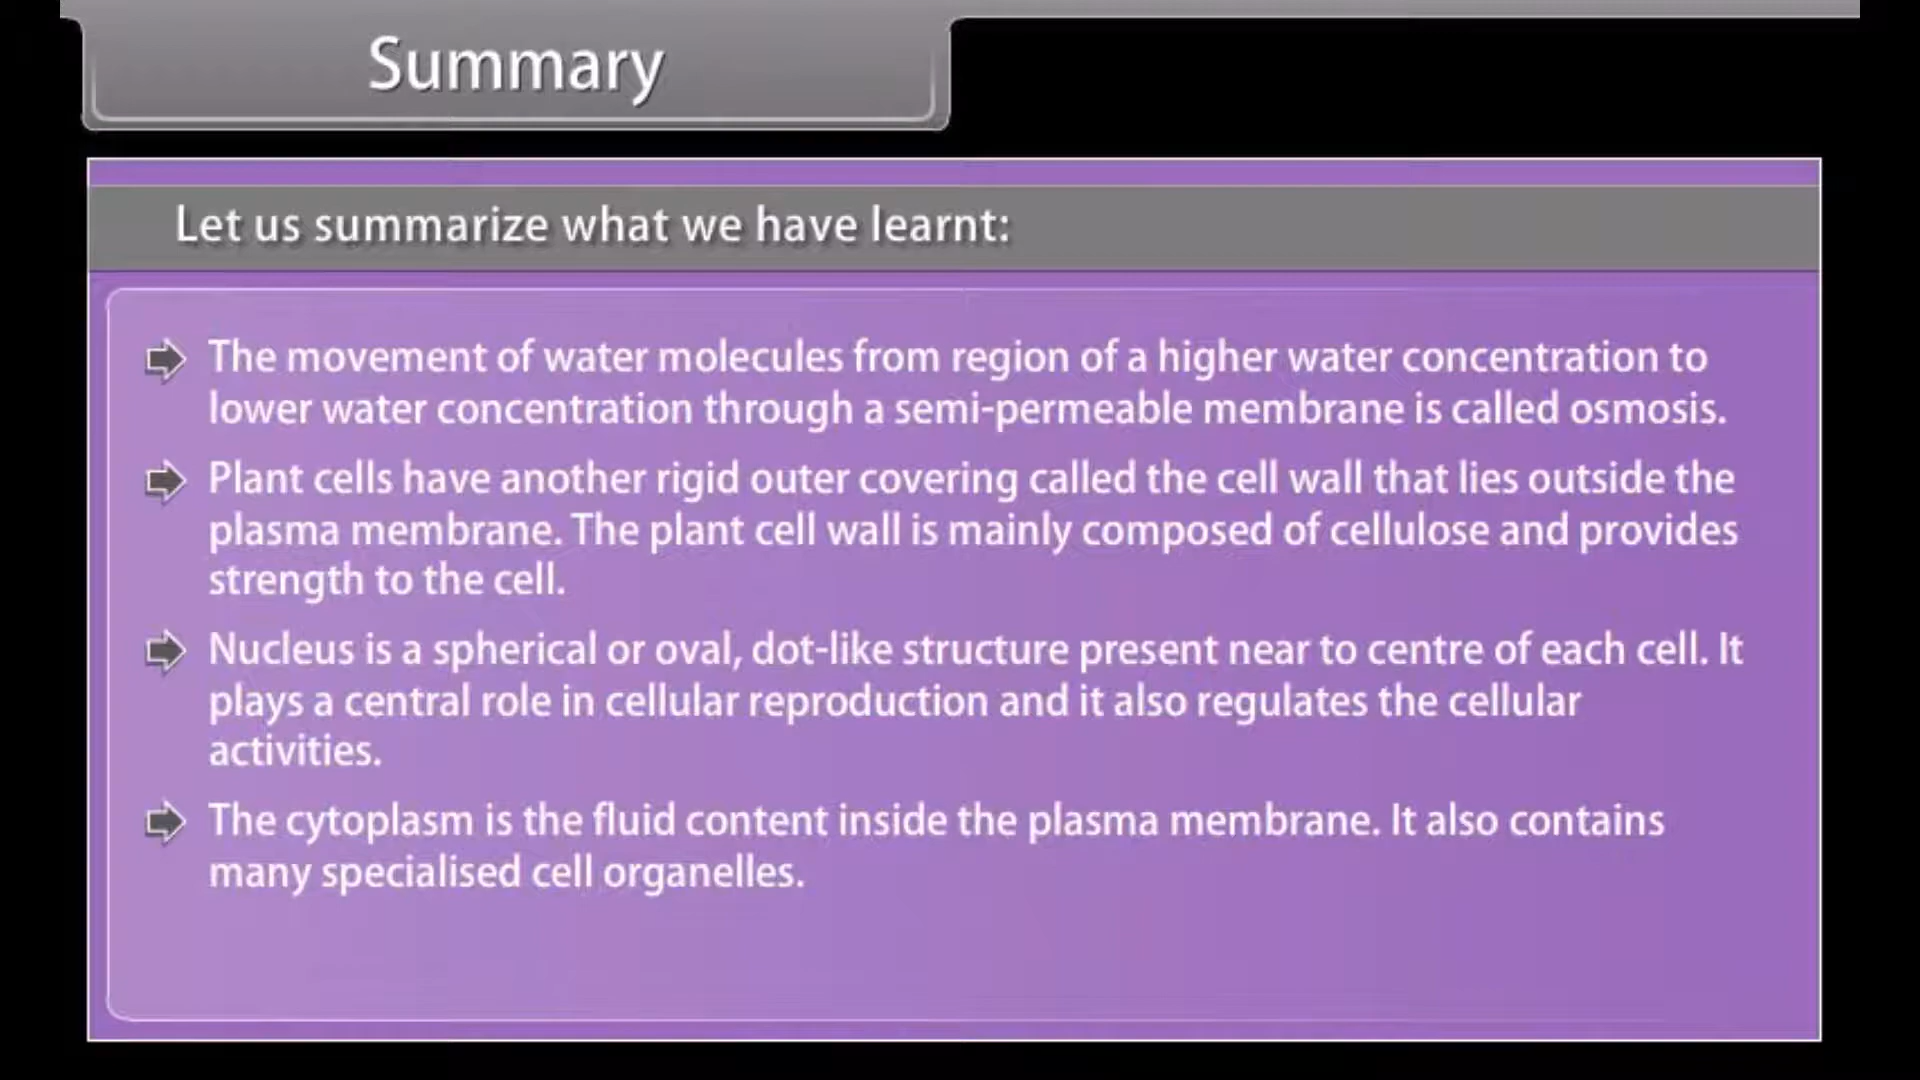 Summary
Let us summarize what we have learnt:
The movement of water molecules from region of a higher water concentration to
lower water concentration through a semi-permeable membrane is called osmosis.
Plant cells have another rigid outer covering called the cell wall that lies outside the
plasma membrane. The plant cell wall is mainly composed of cellulose and provides
strength to the cell.
Nucleus is a spherical or oval, dot-like structure present near to centre of each cell. It
plays a central role in cellular reproduction and it also regulates the cellular
activities.
The cytoplasm is the fluid content inside the plasma membrane. It also contains
many specialised cell organelles.